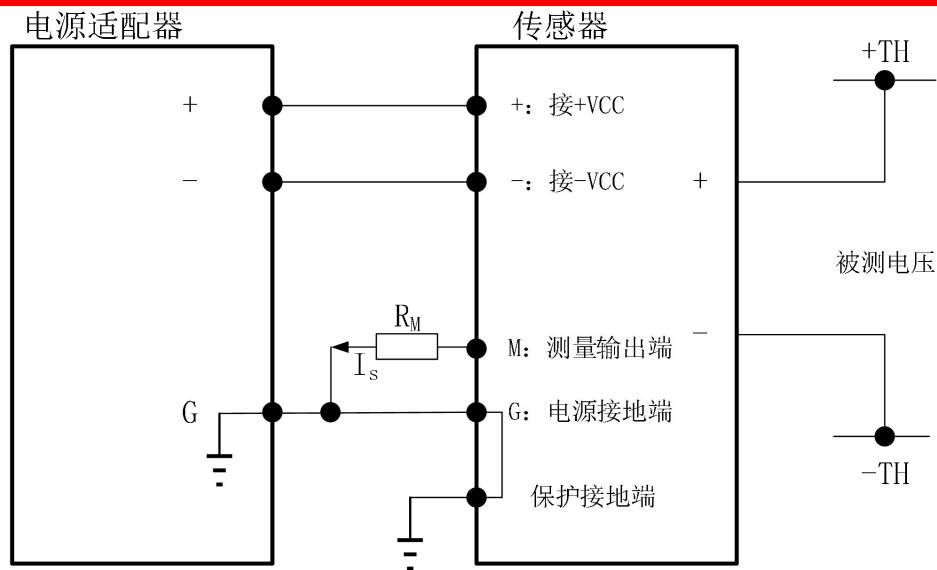 电源适配器
传感器
+TH
+
+: 接+VCC
−
-: 接-VCC
+
被测电压
R_M
−
M: 测量输出端
I_s
G
G: 电源接地端
−TH
保护接地端